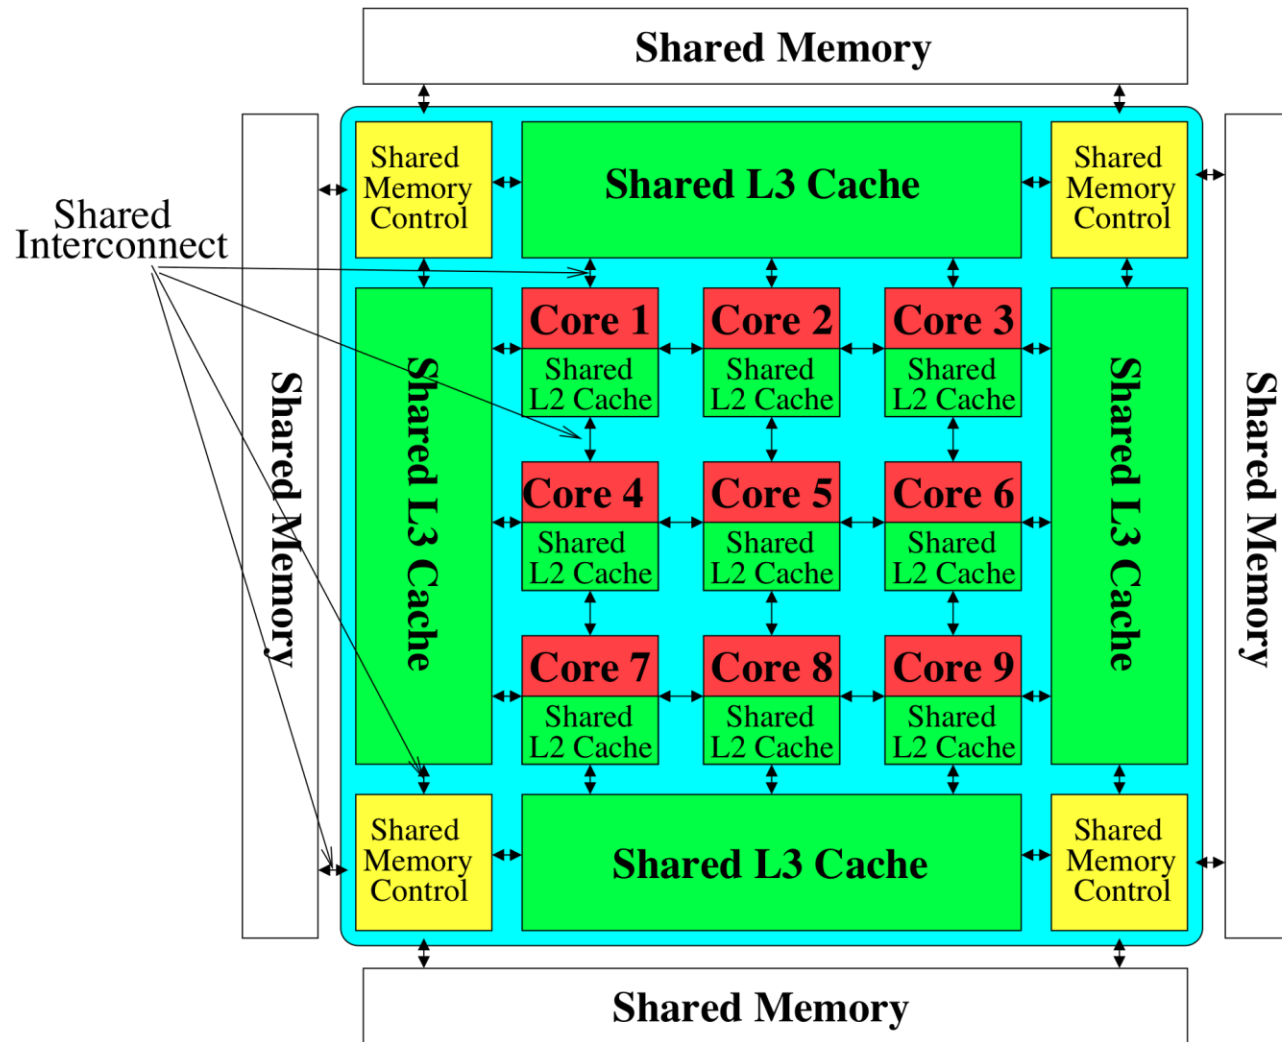 Shared Memory
Shared
Memory
Control
Shared L3 Cache
Shared
Memory
Control
Shared
Interconnect
Shared Memory
Shared L3 Cache
Core 1
Shared
L2 Cache
Core 2
Shared
L2 Cache
Core 3
Shared
L2 Cache
Core 4
Shared
L2 Cache
Core 5
Shared
L2 Cache
Core 6
Shared
L2 Cache
Core 7
Shared
L2 Cache
Core 8
Shared
L2 Cache
Core 9
Shared
L2 Cache
Shared L3 Cache
Shared Memory
Shared
Memory
Control
Shared L3 Cache
Shared
Memory
Control
Shared Memory